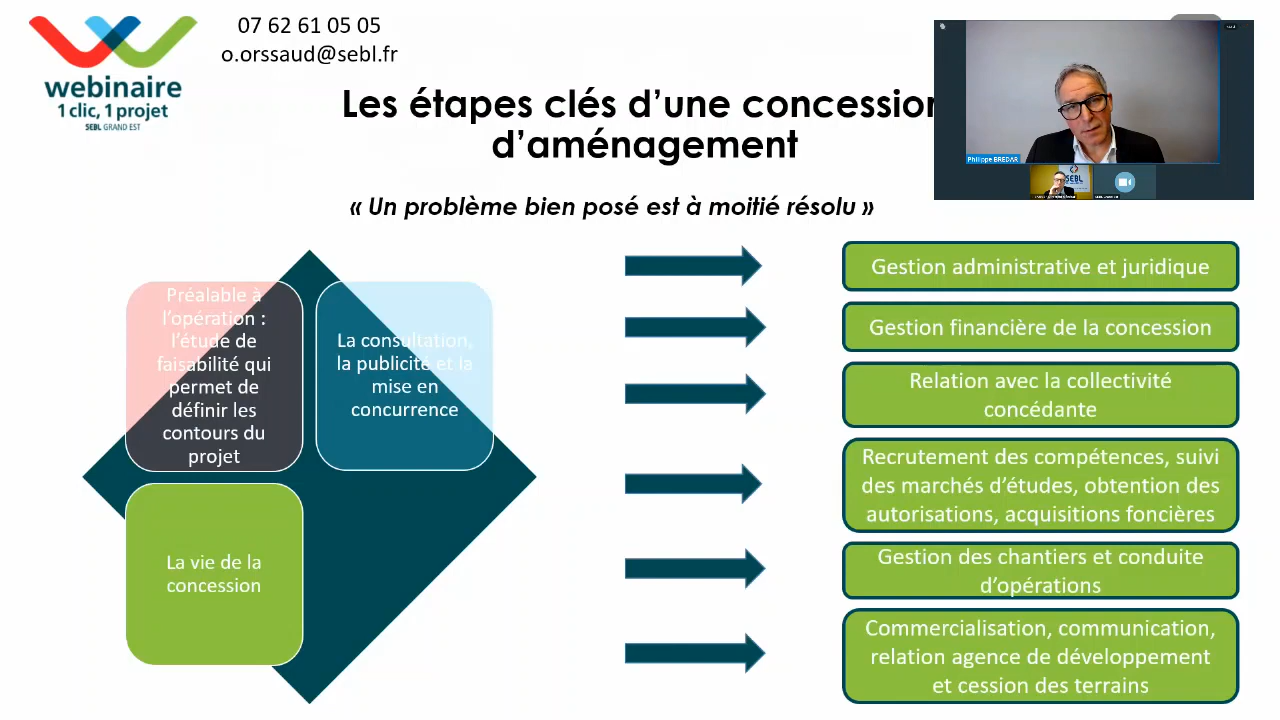 07 62 61 05 05
o.orssaud@sebl.fr
webinaire
1 clic, 1 projet
SEBL GRAND EST
Les étapes clés d’une concession
d’aménagement
« Un problème bien posé est à moitié résolu »
Philippe BREDAR
SEBL
Préalable à
l’opération :
l’étude de
faisabilité qui
permet de
définir les
contours du
projet
La consultation,
la publicité et la
mise en
concurrence
La vie de la
concession
Gestion administrative et juridique
Gestion financière de la concession
Relation avec la collectivité
concédante
Recrutement des compétences, suivi
des marchés d’études, obtention des
autorisations, acquisitions foncières
Gestion des chantiers et conduite
d’opérations
Commercialisation, communication,
relation agence de développement
et cession des terrains